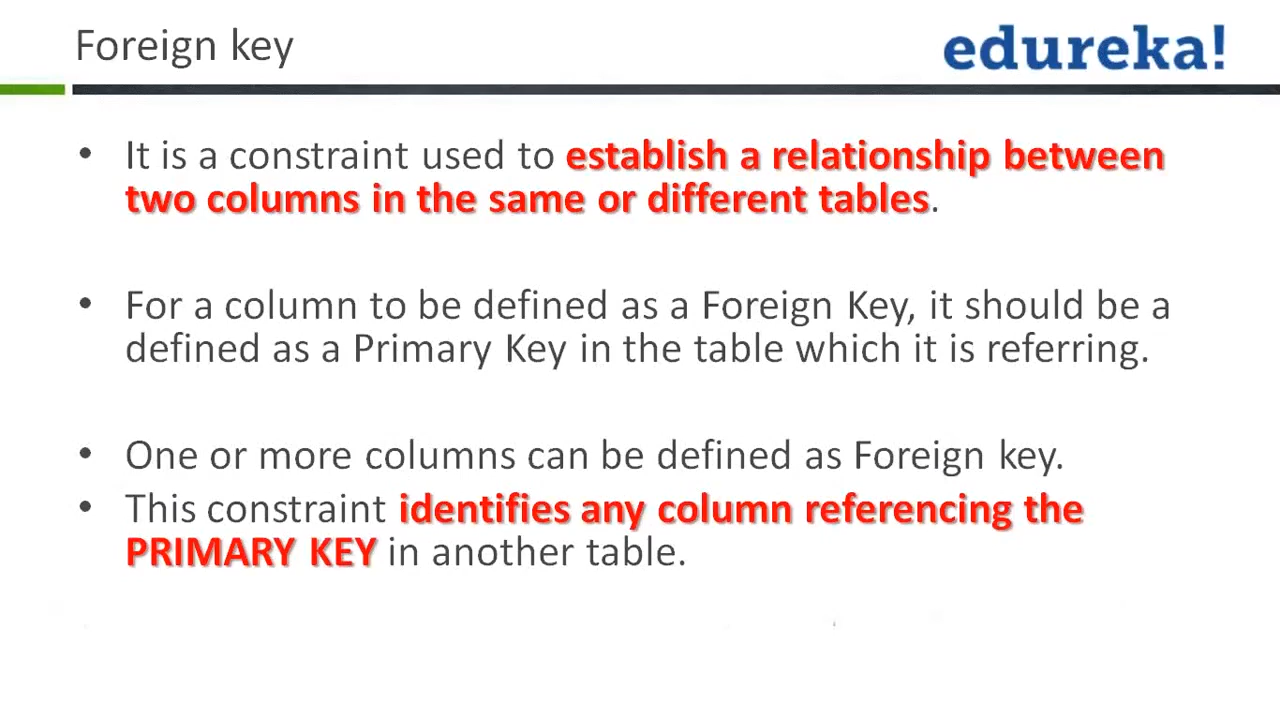 Foreign key
edureka!
• It is a constraint used to establish a relationship between
two columns in the same or different tables.
• For a column to be defined as a Foreign Key, it should be a
defined as a Primary Key in the table which it is referring.
• One or more columns can be defined as Foreign key.
• This constraint identifies any column referencing the
PRIMARY KEY in another table.